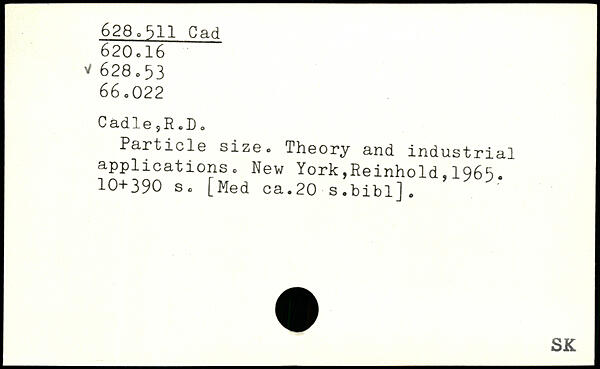 628.511 Cad
620.16
√ 628.53
66.022
Cadle,R.D.
Particle size. Theory and industrial
applications. New York,Reinhold,1965.
10+390 s. [Med ca.20 s.bibl].
SK